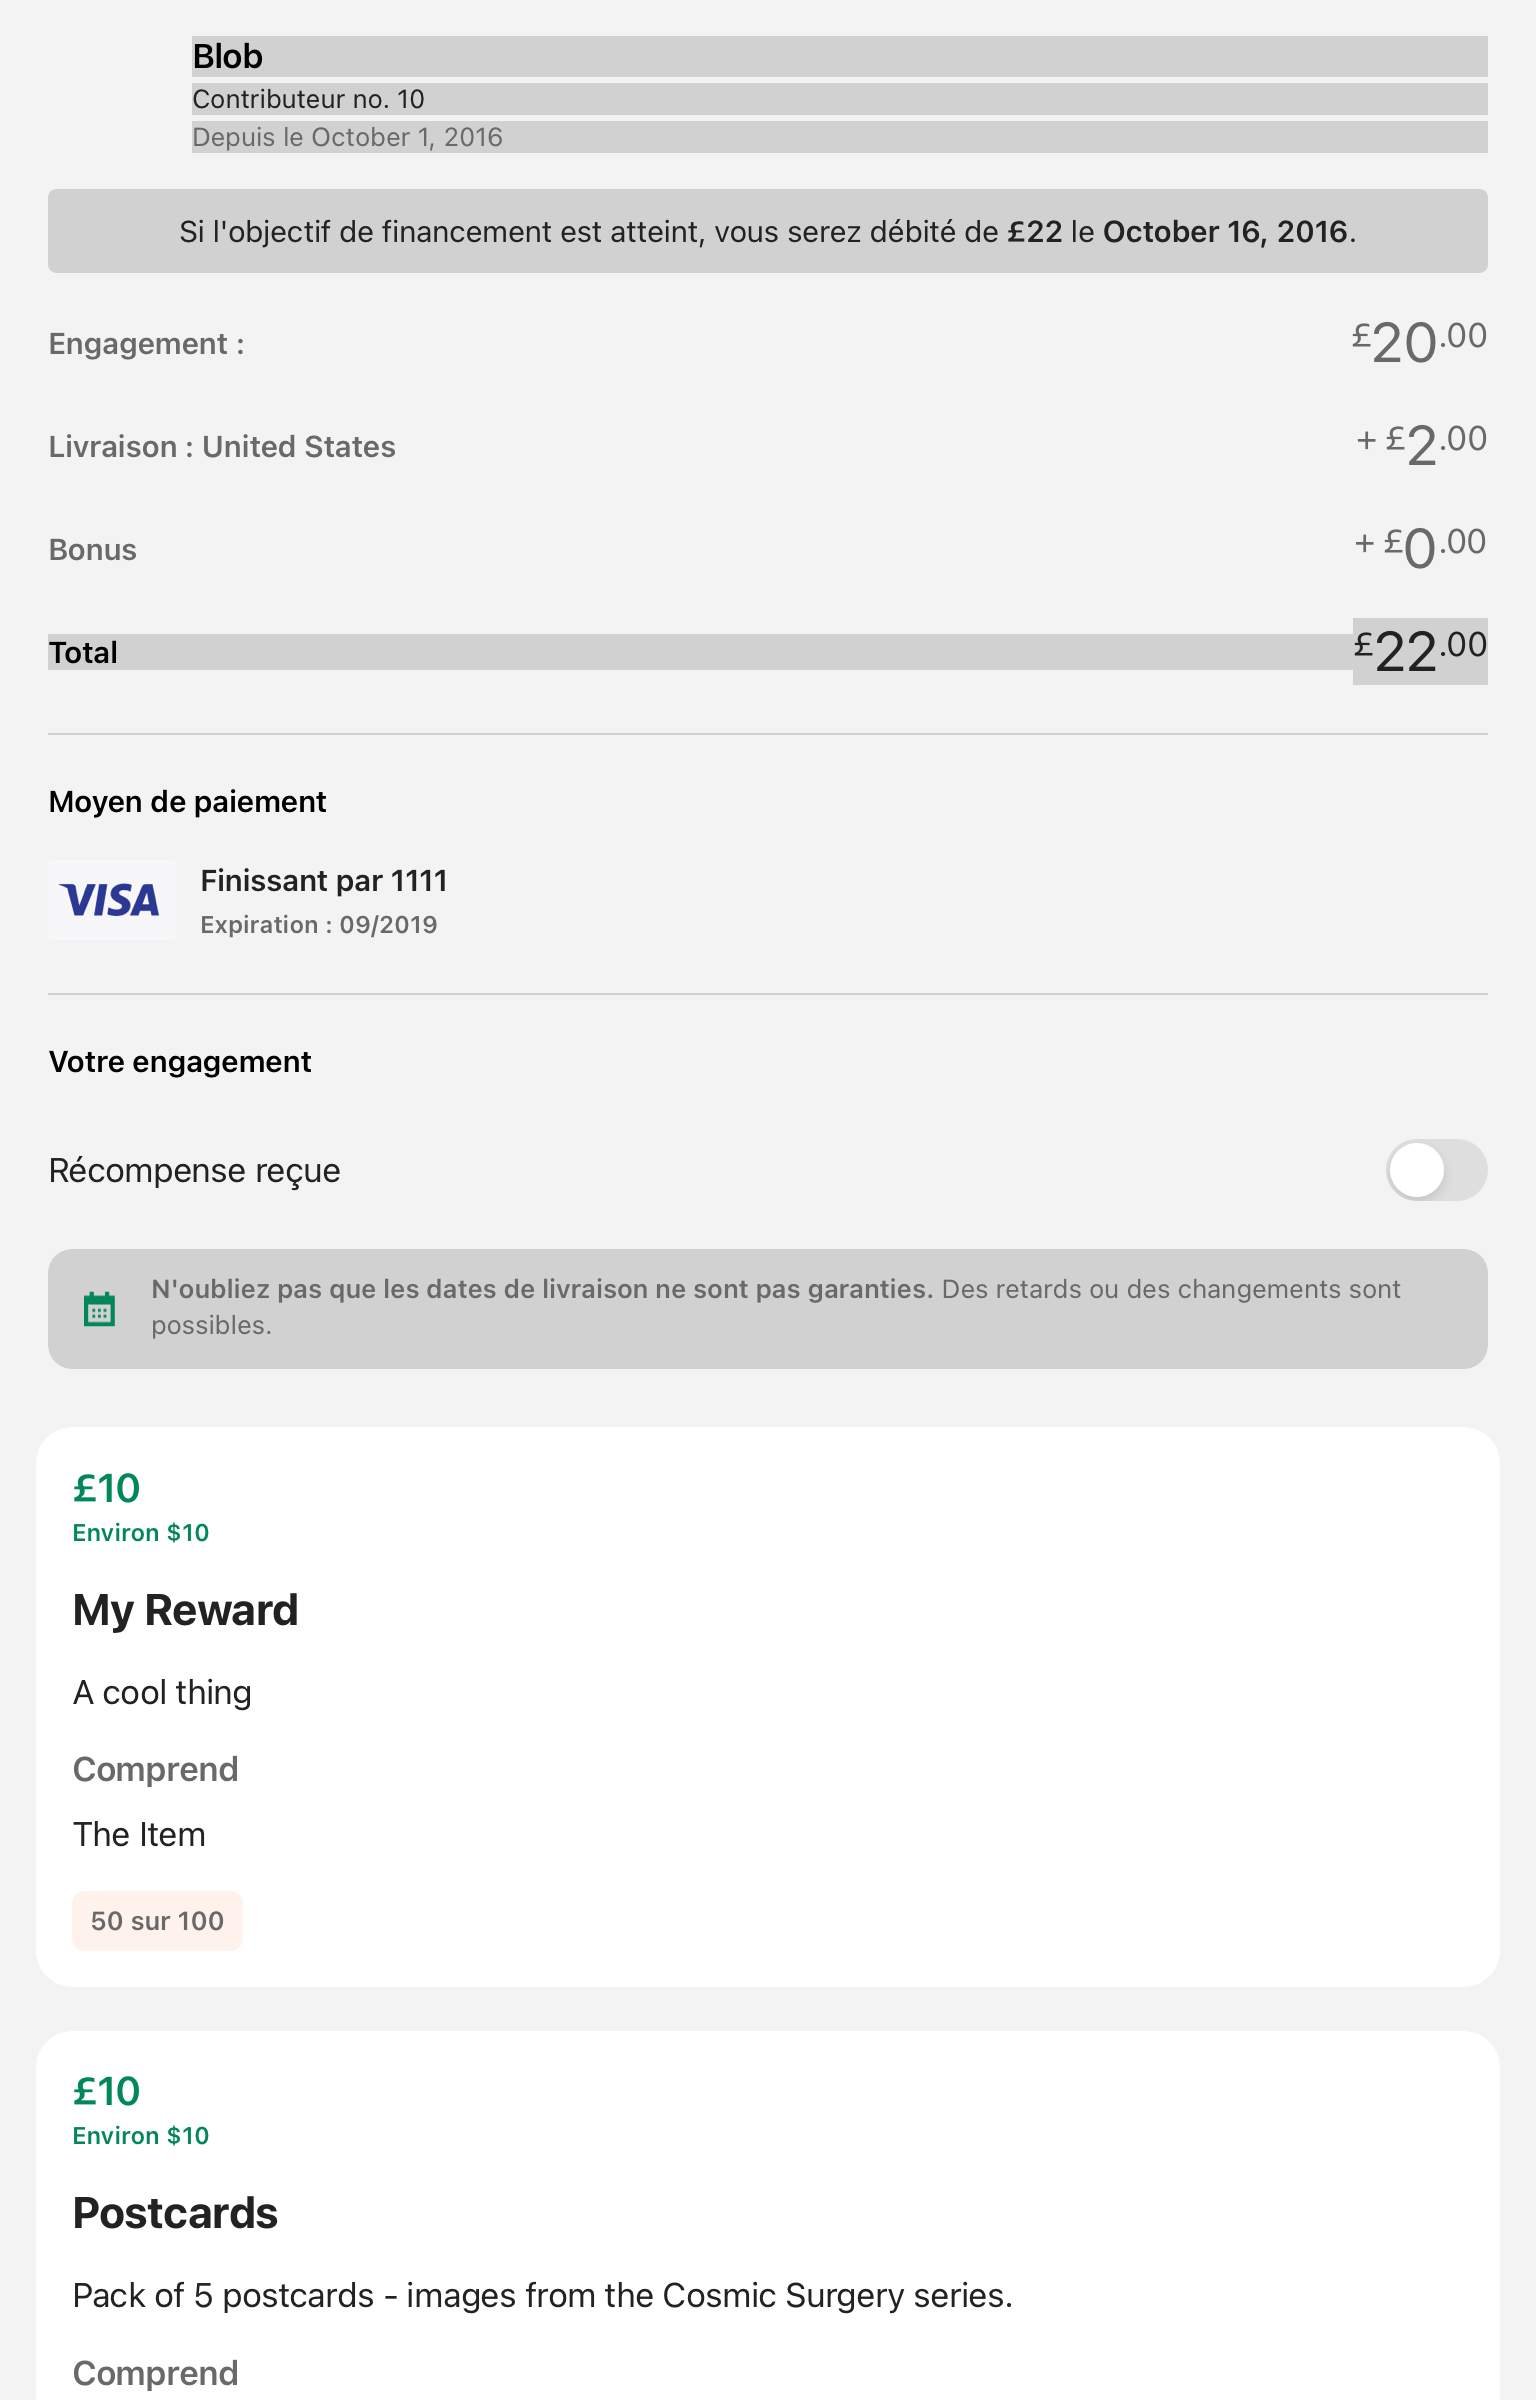 Blob
Contributeur no. 10
Depuis le October 1, 2016
Si l'objectif de financement est atteint, vous serez débité de £22 le October 16, 2016.
Engagement : £20.00
Livraison : United States + £2.00
Bonus + £0.00
Total £22.00
Moyen de paiement
VISA
Finissant par 1111
Expiration : 09/2019
Votre engagement
Récompense reçue
N'oubliez pas que les dates de livraison ne sont pas garanties. Des retards ou des changements sont
possibles.
£10
Environ $10
My Reward
A cool thing
Comprend
The Item
50 sur 100
£10
Environ $10
Postcards
Pack of 5 postcards - images from the Cosmic Surgery series.
Comprend